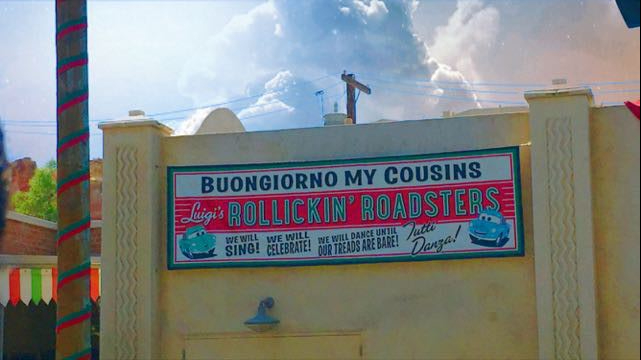 BUONGIORNO MY COUSINS
Luigi's ROLLICKIN' ROADSTERS
WE WILL SING! WE WILL CELEBRATE! WE WILL DANCE UNTIL OUR TREADS ARE BARE! Tutti Danza!